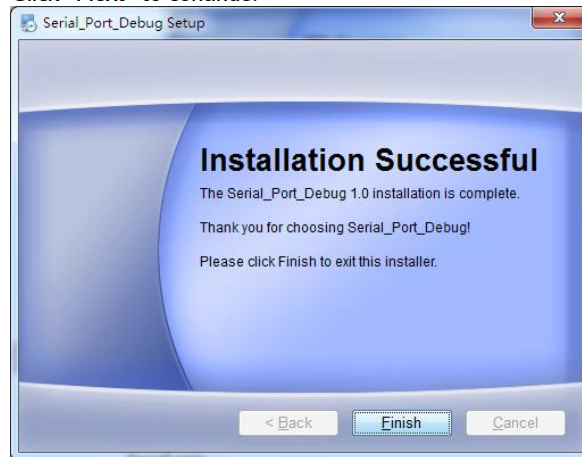 Click "Next" to continue.
Serial_Port_Debug Setup
Installation Successful
The Serial_Port_Debug 1.0 installation is complete.
Thank you for choosing Serial_Port_Debug!
Please click Finish to exit this installer.
< Back
Finish
Cancel